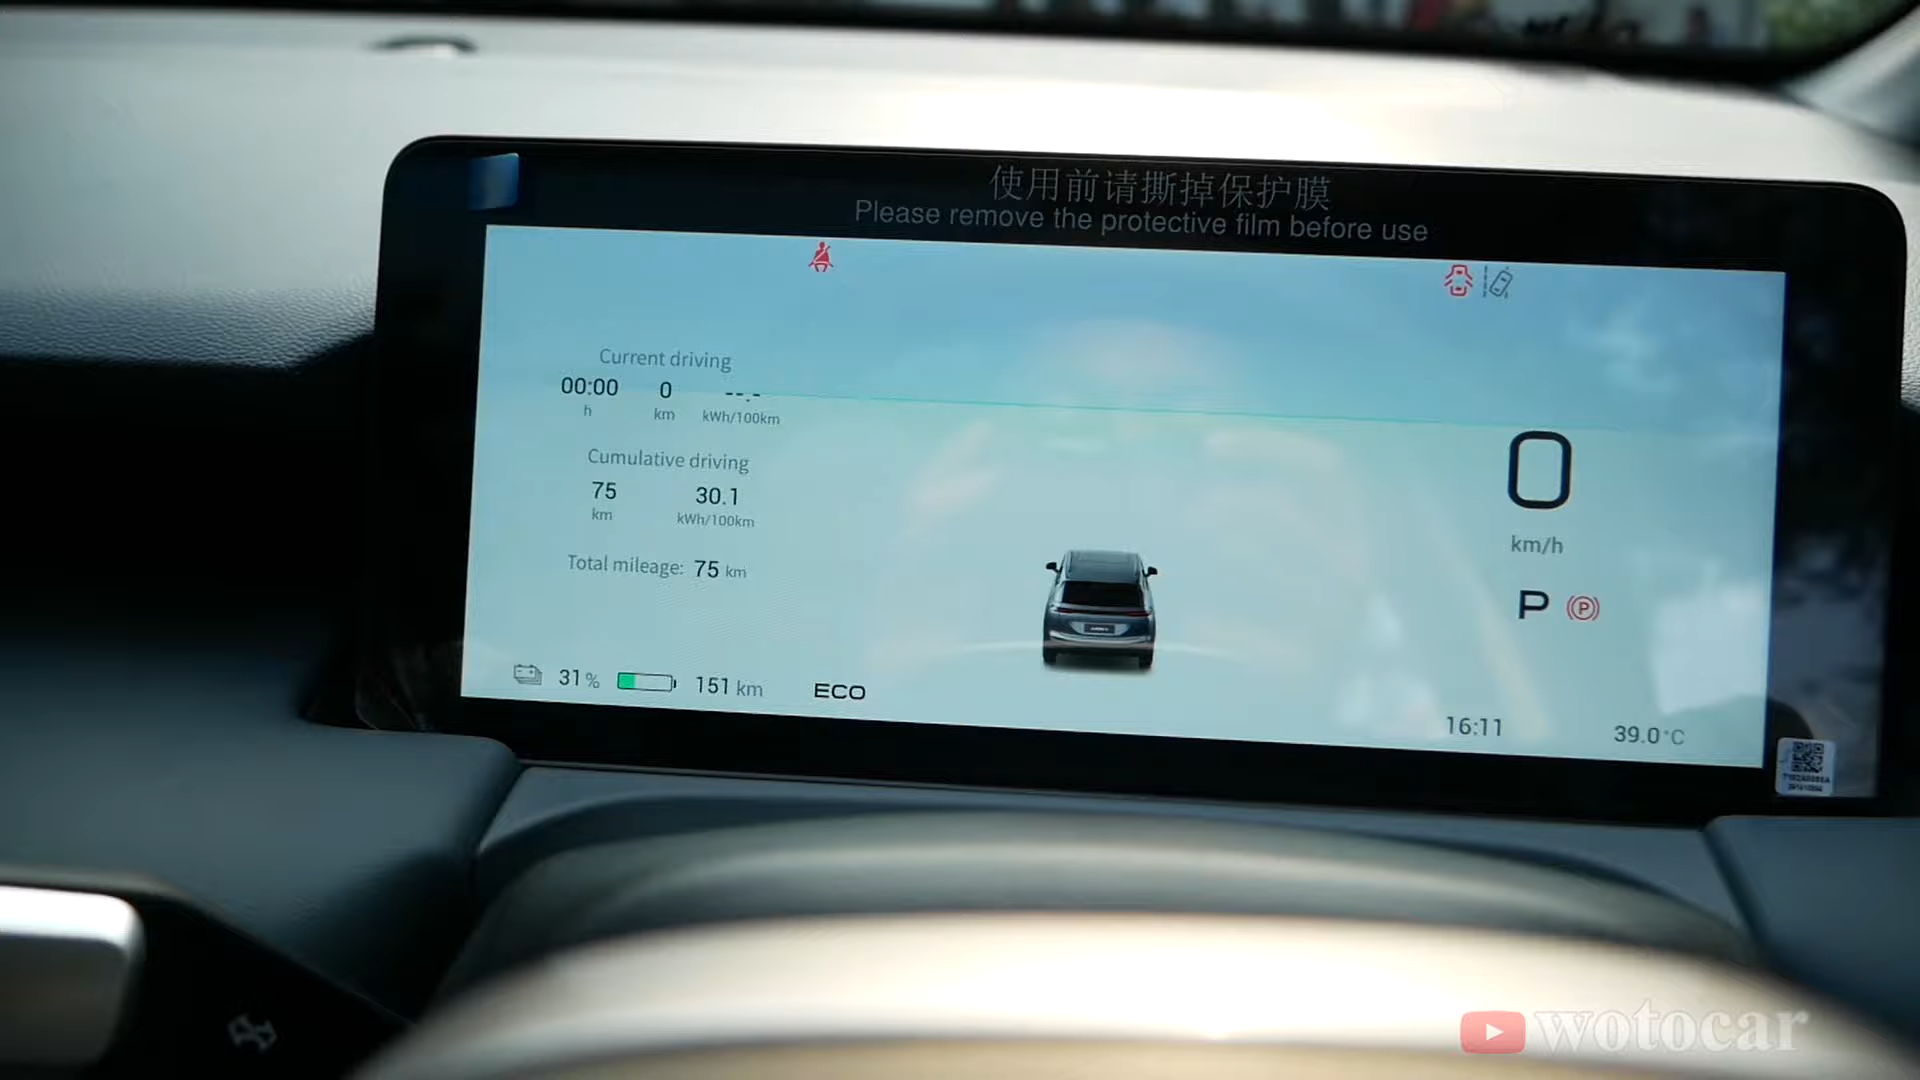 使用前请撕掉保护膜
Please remove the protective film before use
Current driving
00:00 0 --.-
h km kWh/100km
Cumulative driving
75 30.1
km kWh/100km
Total mileage: 75 km
0
km/h
P
31% 151 km ECO
16:11 39.0°C
wotocar